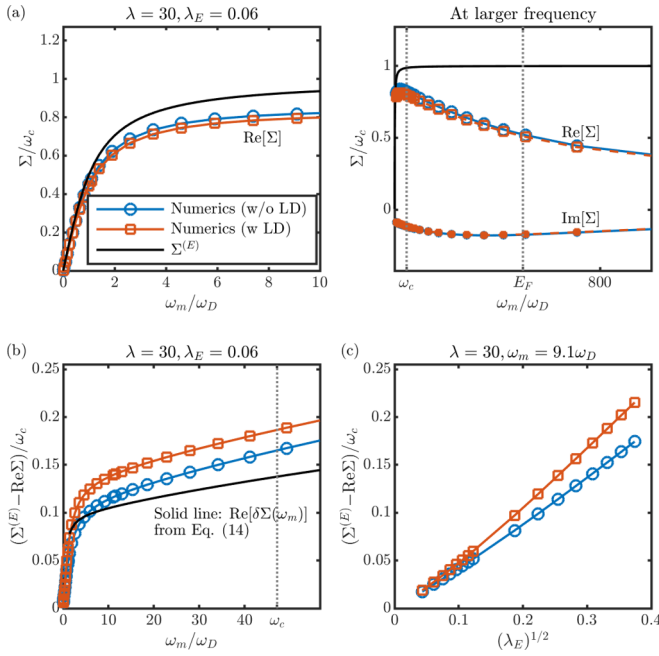 (a)
λ = 30, λ_E = 0.06
Σ/ω_c
1.2
1
0.8
0.6
0.4
0.2
0
Re[Σ]
Numerics (w/o LD)
Numerics (w LD)
Σ^(E)
0 2 4 6 8 10
ω_m/ω_D
At larger frequency
Σ/ω_c
1
0.5
0
Re[Σ]
Im[Σ]
ω_c E_F 800
ω_m/ω_D
(b)
λ = 30, λ_E = 0.06
(Σ^(E)−ReΣ)/ω_c
0.25
0.2
0.15
0.1
0.05
0
Solid line: Re[δΣ(ω_m)]
from Eq. (14)
0 10 20 30 40 ω_c
ω_m/ω_D
(c)
λ = 30, ω_m = 9.1ω_D
(Σ^(E)−ReΣ)/ω_c
0.25
0.2
0.15
0.1
0.05
0
0 0.1 0.2 0.3 0.4
(λ_E)^1/2